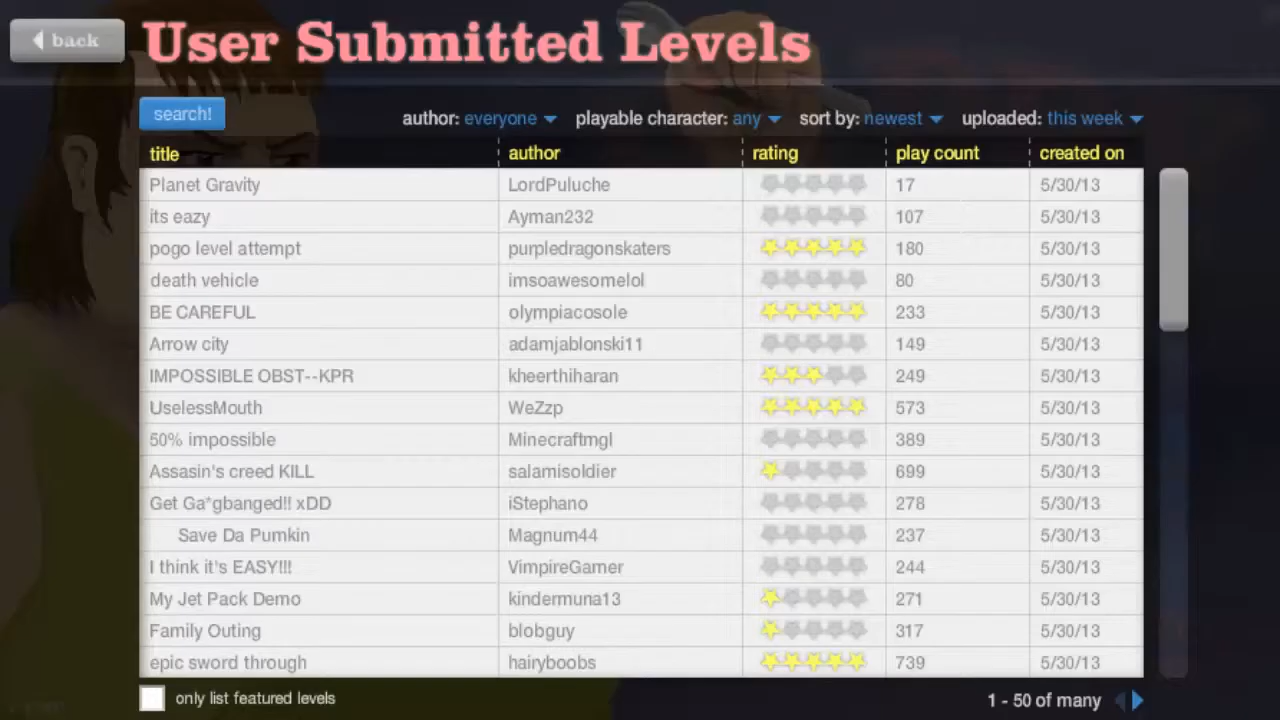 back
User Submitted Levels
search!
author: everyone playable character: any sort by: newest uploaded: this week
title author rating play count created on
Planet Gravity LordPuluche 17 5/30/13
its eazy Ayman232 107 5/30/13
pogo level attempt purpledragonskaters 180 5/30/13
death vehicle imsoawesomelol 80 5/30/13
BE CAREFUL olympiacosole 233 5/30/13
Arrow city adamjablonski11 149 5/30/13
IMPOSSIBLE OBST--KPR kheerthiharan 249 5/30/13
UselessMouth WeZzp 573 5/30/13
50% impossible Minecraftmgl 389 5/30/13
Assasin's creed KILL salamisoldier 699 5/30/13
Get Ga*gbanged!! xDD iStephano 278 5/30/13
Save Da Pumkin Magnum44 237 5/30/13
I think it's EASY!!! VimpireGamer 244 5/30/13
My Jet Pack Demo kindermuna13 271 5/30/13
Family Outing blobguy 317 5/30/13
epic sword through hairyboobs 739 5/30/13
only list featured levels 1 - 50 of many